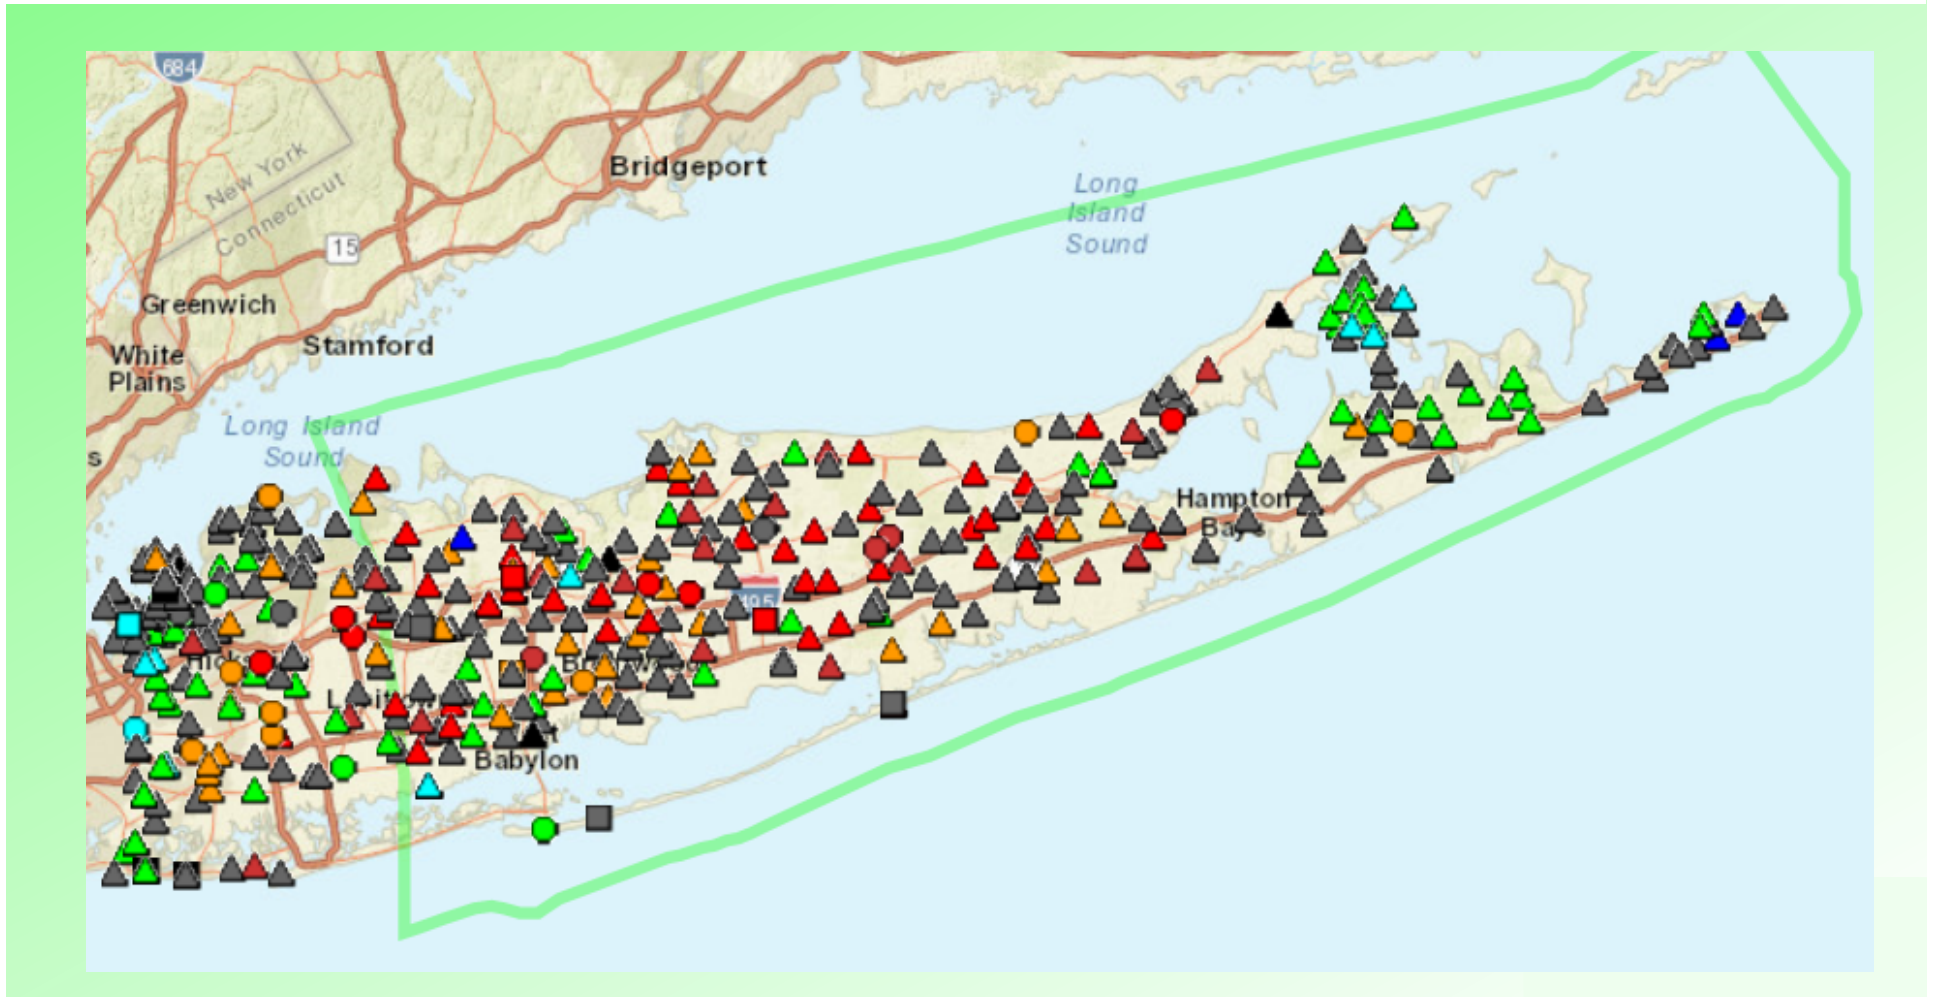 684
New York
Connecticut
15
Bridgeport
Long
Island
Sound
Greenwich
Stamford
White
Plains
Long Island
Sound
s
Hampton
Bays
495
Babylon